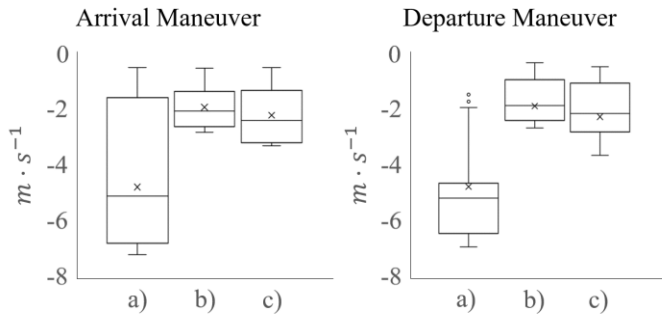 Arrival Maneuver
0
-2
-4
-6
-8
m · s⁻¹
a) b) c)
Departure Maneuver
0
-2
-4
-6
-8
m · s⁻¹
a) b) c)